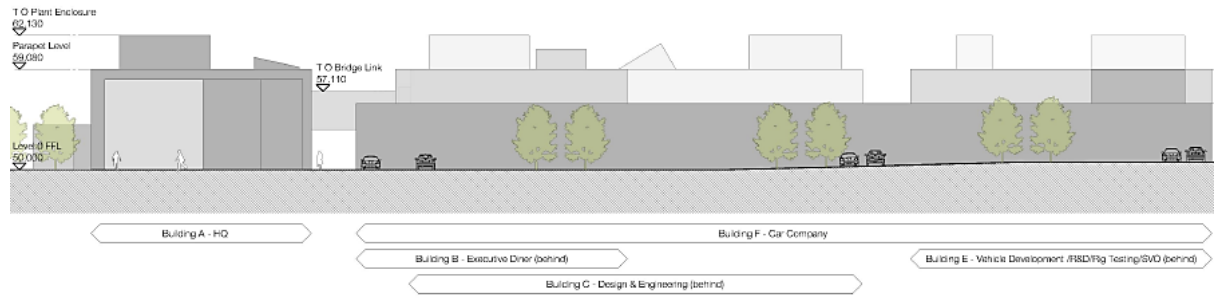 T O Plant Enclosure
62,130
Parapet Level
59,080
T O Bridge Link
57,110
Level 0 FFL
50,000
Building A - HQ
Building F - Car Company
Building B - Executive Diner (behind)
Building E - Vehicle Development /R&D/Rig Testing/SVO (behind)
Building C - Design & Engineering (behind)